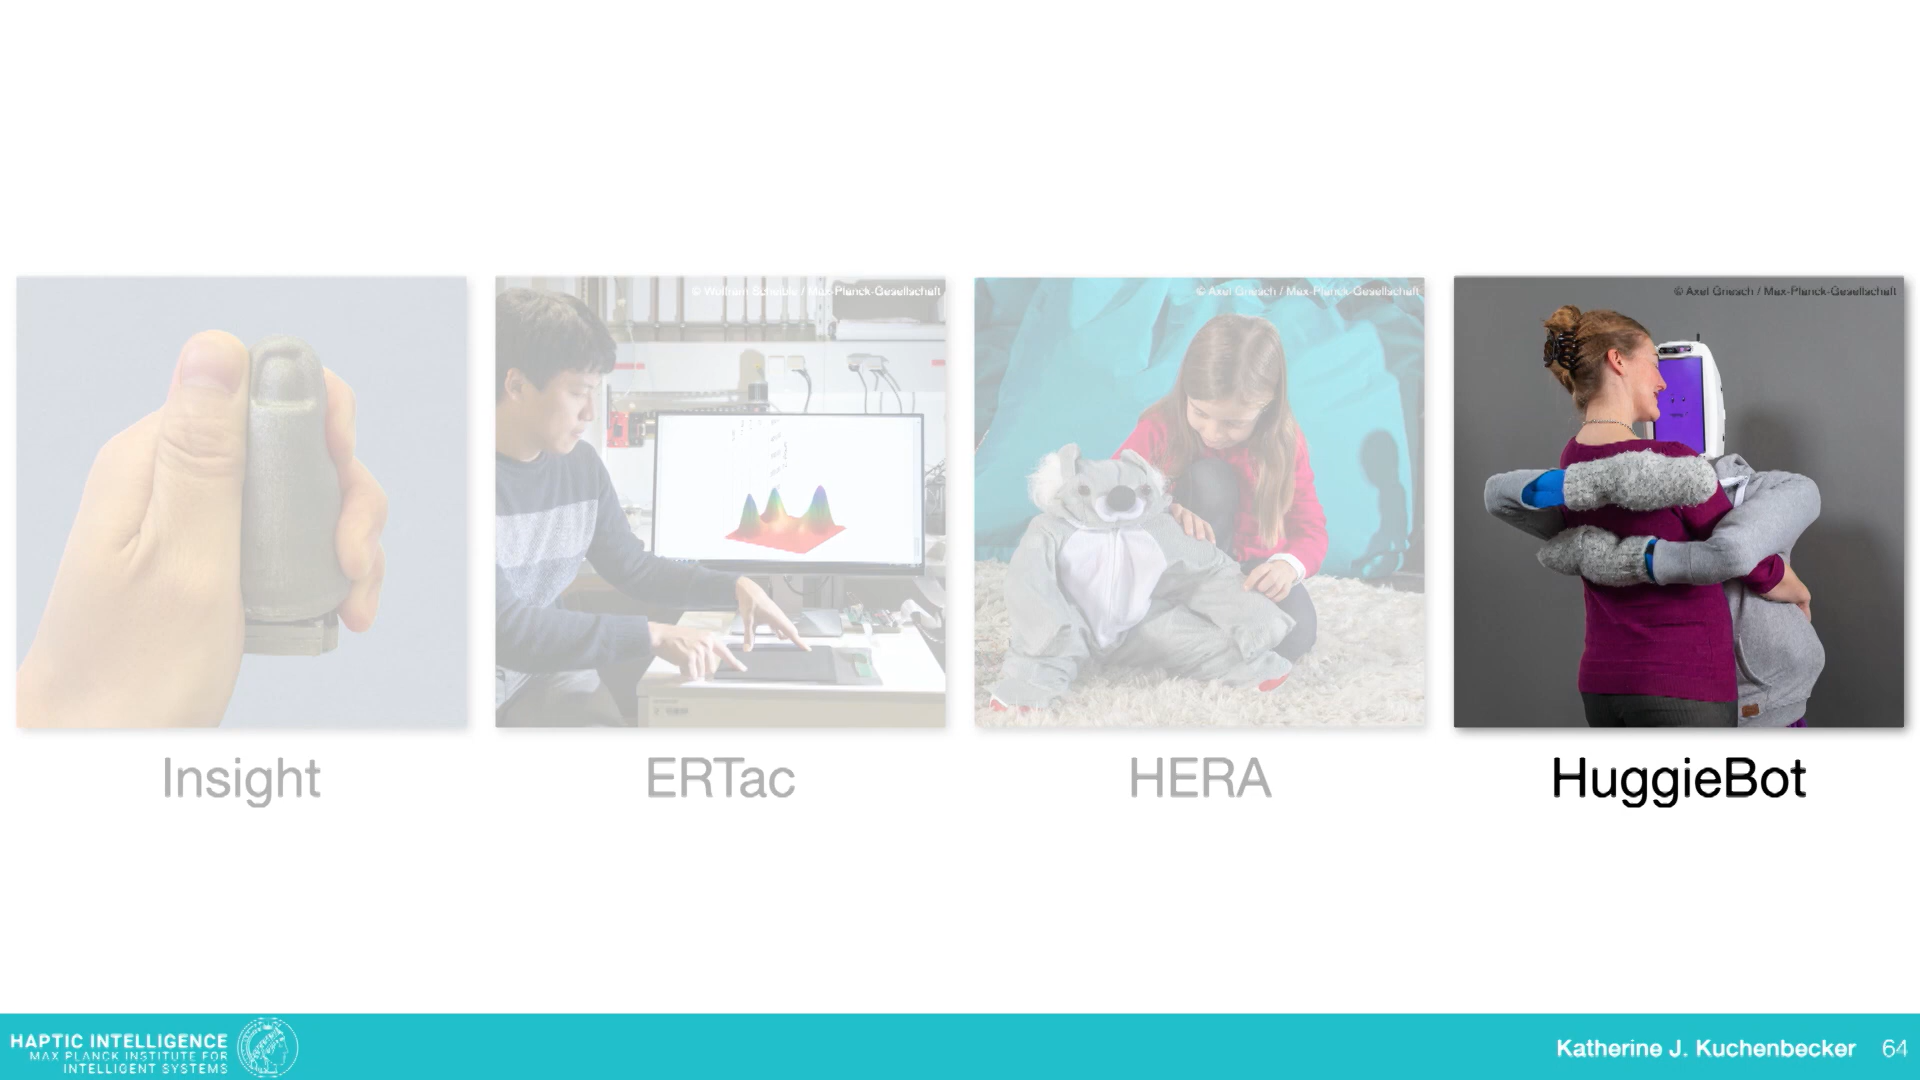 © Wolfram Scheible / Max-Planck-Gesellschaft
© Axel Griesch / Max-Planck-Gesellschaft
© Axel Griesch / Max-Planck-Gesellschaft
Insight
ERTac
HERA
HuggieBot
HAPTIC INTELLIGENCE
MAX PLANCK INSTITUTE FOR
INTELLIGENT SYSTEMS
Katherine J. Kuchenbecker 64